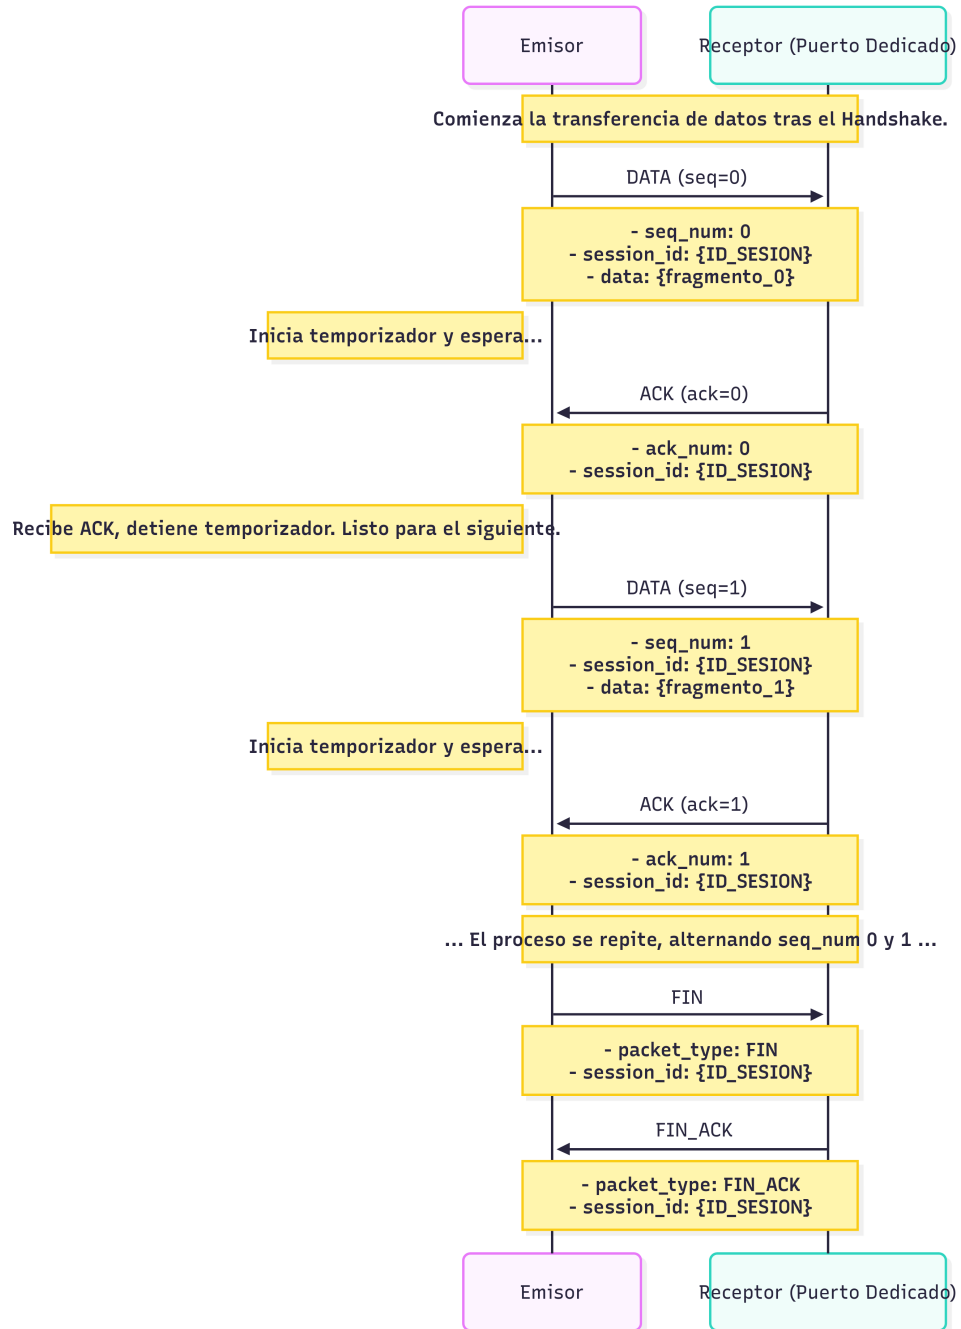 Emisor
Receptor (Puerto Dedicado)
Comienza la transferencia de datos tras el Handshake.
DATA (seq=0)
- seq_num: 0
- session_id: {ID_SESION}
- data: {fragmento_0}
Inicia temporizador y espera...
ACK (ack=0)
- ack_num: 0
- session_id: {ID_SESION}
Recibe ACK, detiene temporizador. Listo para el siguiente.
DATA (seq=1)
- seq_num: 1
- session_id: {ID_SESION}
- data: {fragmento_1}
Inicia temporizador y espera...
ACK (ack=1)
- ack_num: 1
- session_id: {ID_SESION}
... El proceso se repite, alternando seq_num 0 y 1 ...
FIN
- packet_type: FIN
- session_id: {ID_SESION}
FIN_ACK
- packet_type: FIN_ACK
- session_id: {ID_SESION}
Emisor
Receptor (Puerto Dedicado)